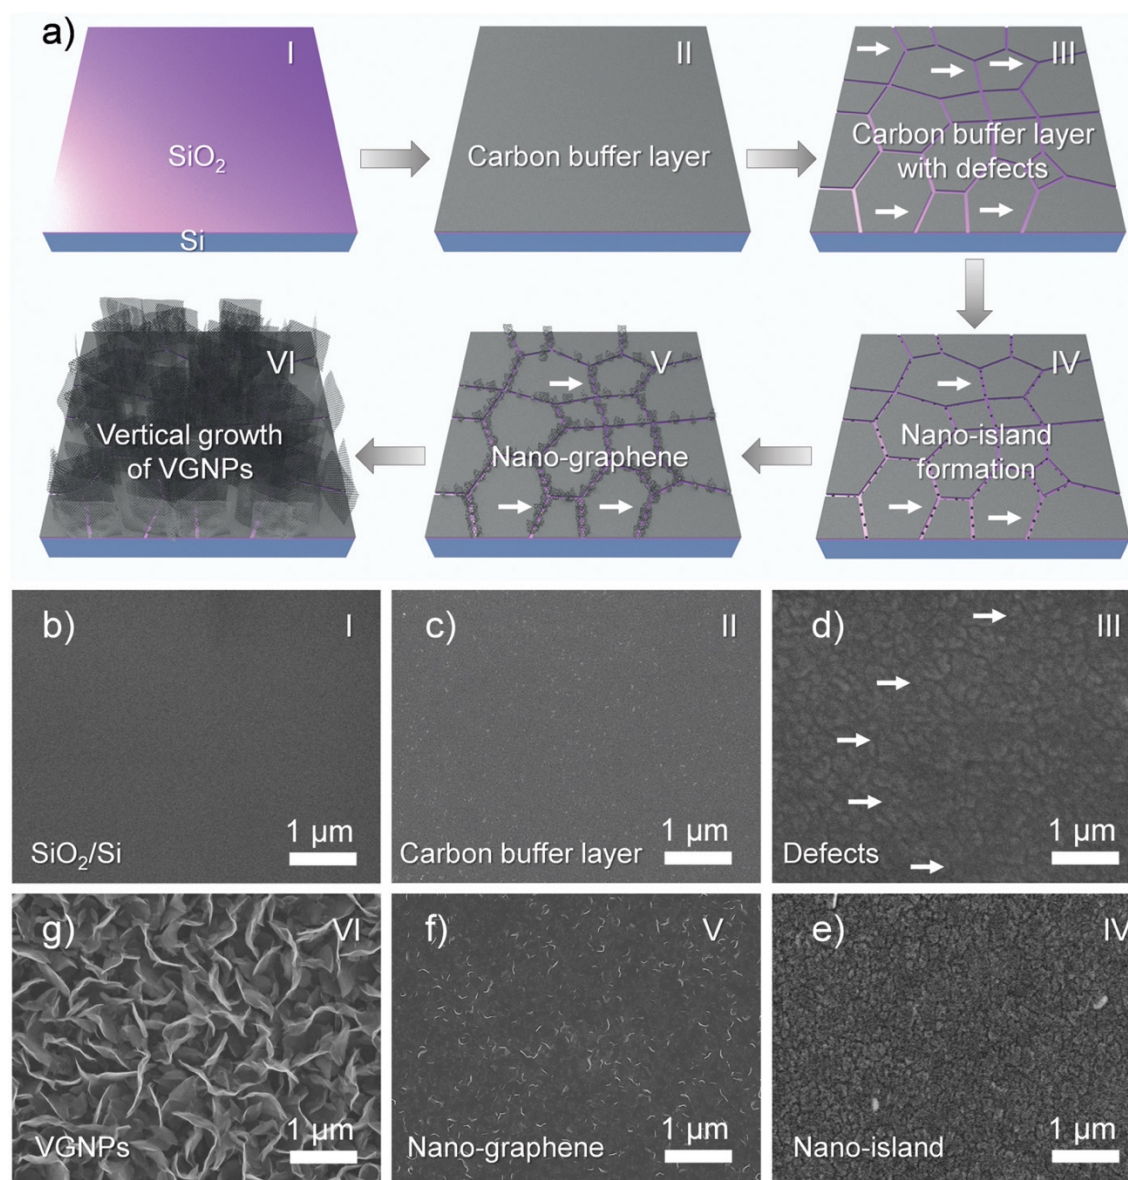 a)
I
SiO₂
Si
II
Carbon buffer layer
III
Carbon buffer layer
with defects
VI
Vertical growth
of VGNPs
V
Nano-graphene
IV
Nano-island
formation
b)
I
SiO₂/Si
1 μm
c)
II
Carbon buffer layer
1 μm
d)
III
Defects
1 μm
g)
VI
VGNPs
1 μm
f)
V
Nano-graphene
1 μm
e)
IV
Nano-island
1 μm